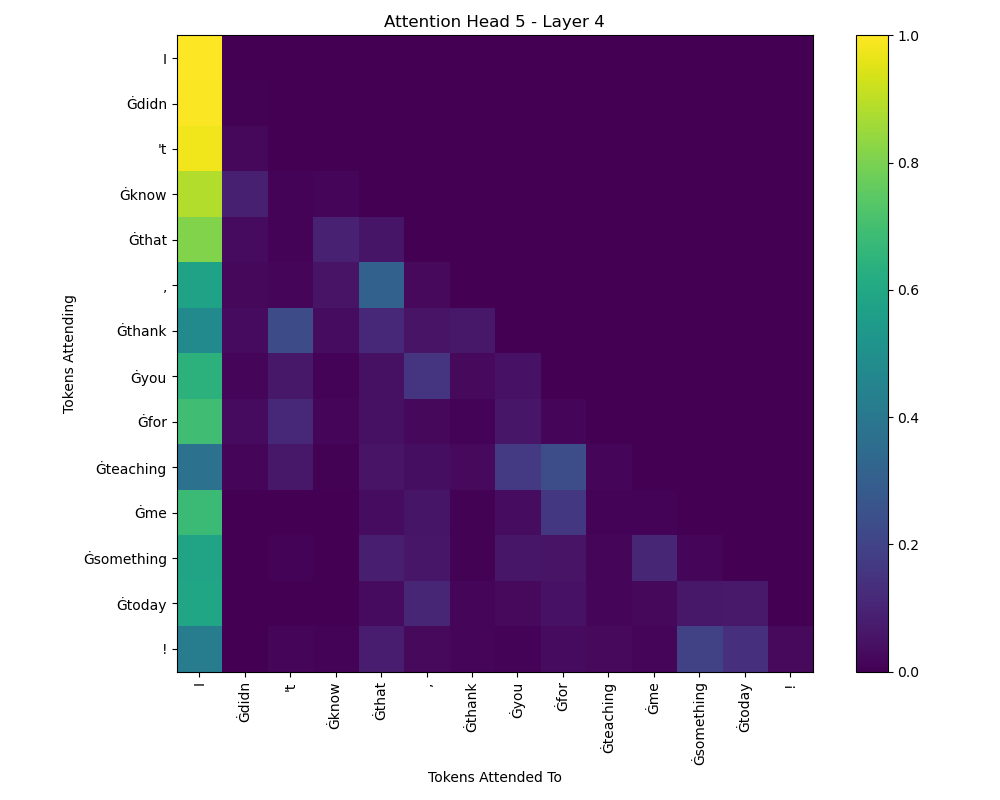 Attention Head 5 - Layer 4
Tokens Attending
I
Ġdidn
't
Ġknow
Ġthat
,
Ġthank
Ġyou
Ġfor
Ġteaching
Ġme
Ġsomething
Ġtoday
!
I
Ġdidn
't
Ġknow
Ġthat
,
Ġthank
Ġyou
Ġfor
Ġteaching
Ġme
Ġsomething
Ġtoday
!
Tokens Attended To
1.0
0.8
0.6
0.4
0.2
0.0